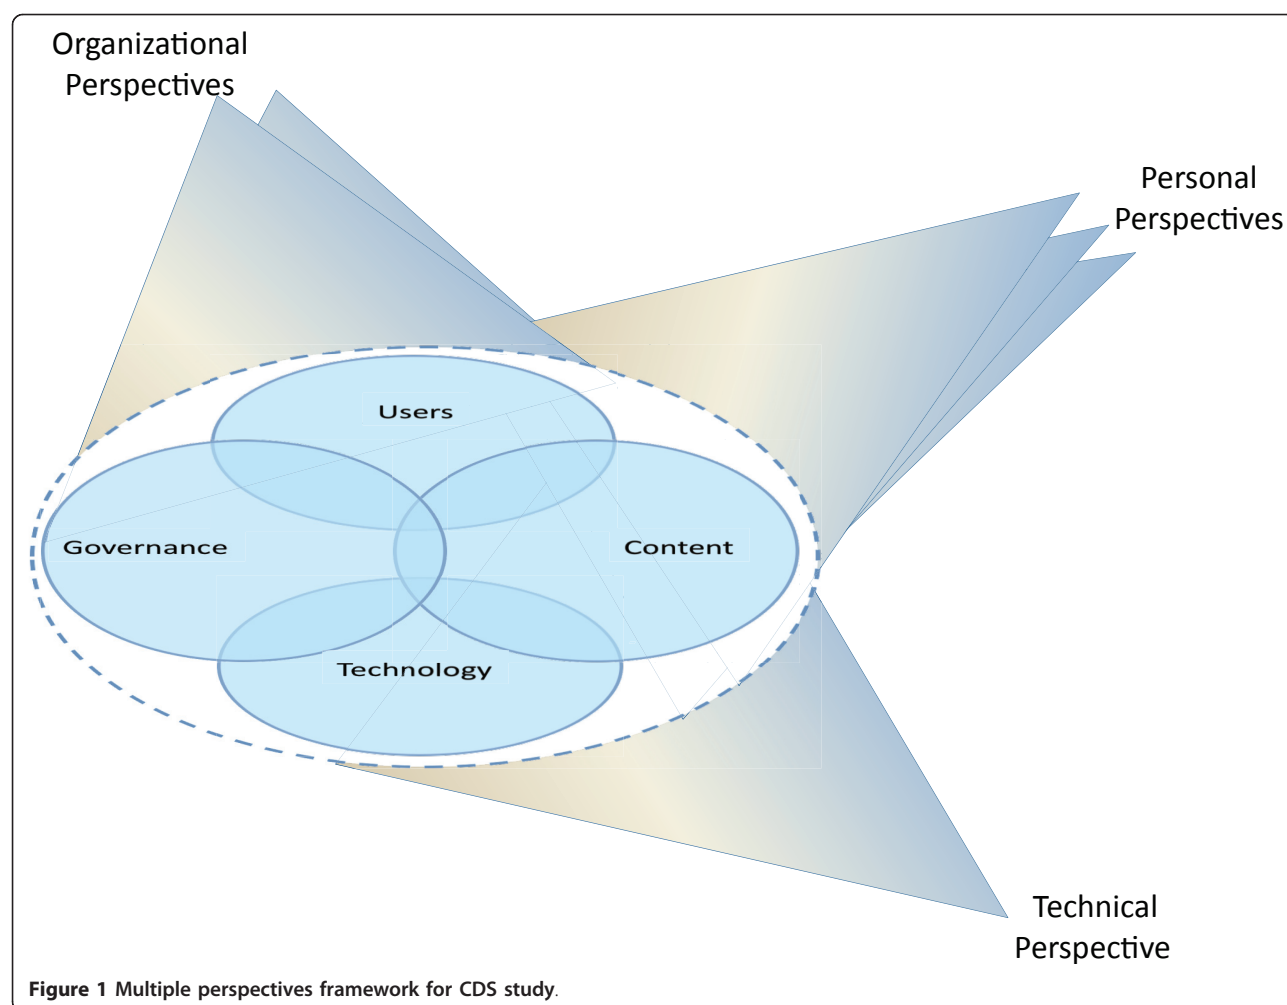 Organizational
Perspectives
Personal
Perspectives
Users
Governance
Content
Technology
Technical
Perspective
Figure 1 Multiple perspectives framework for CDS study.